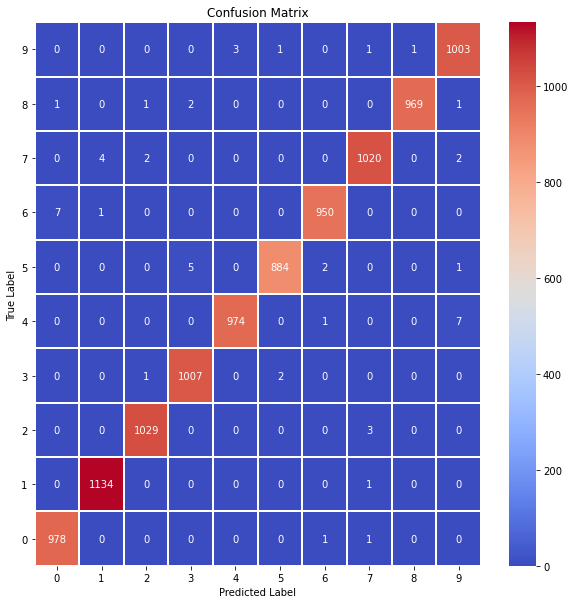 Confusion Matrix
True Label
9 0 0 0 0 3 1 0 1 1 1003
8 1 0 1 2 0 0 0 0 969 1
7 0 4 2 0 0 0 0 1020 0 2
6 7 1 0 0 0 0 950 0 0 0
5 0 0 0 5 0 884 2 0 0 1
4 0 0 0 0 974 0 1 0 0 7
3 0 0 1 1007 0 2 0 0 0 0
2 0 0 1029 0 0 0 0 3 0 0
1 0 1134 0 0 0 0 0 1 0 0
0 978 0 0 0 0 0 1 1 0 0
0 1 2 3 4 5 6 7 8 9
Predicted Label
1000
800
600
400
200
0